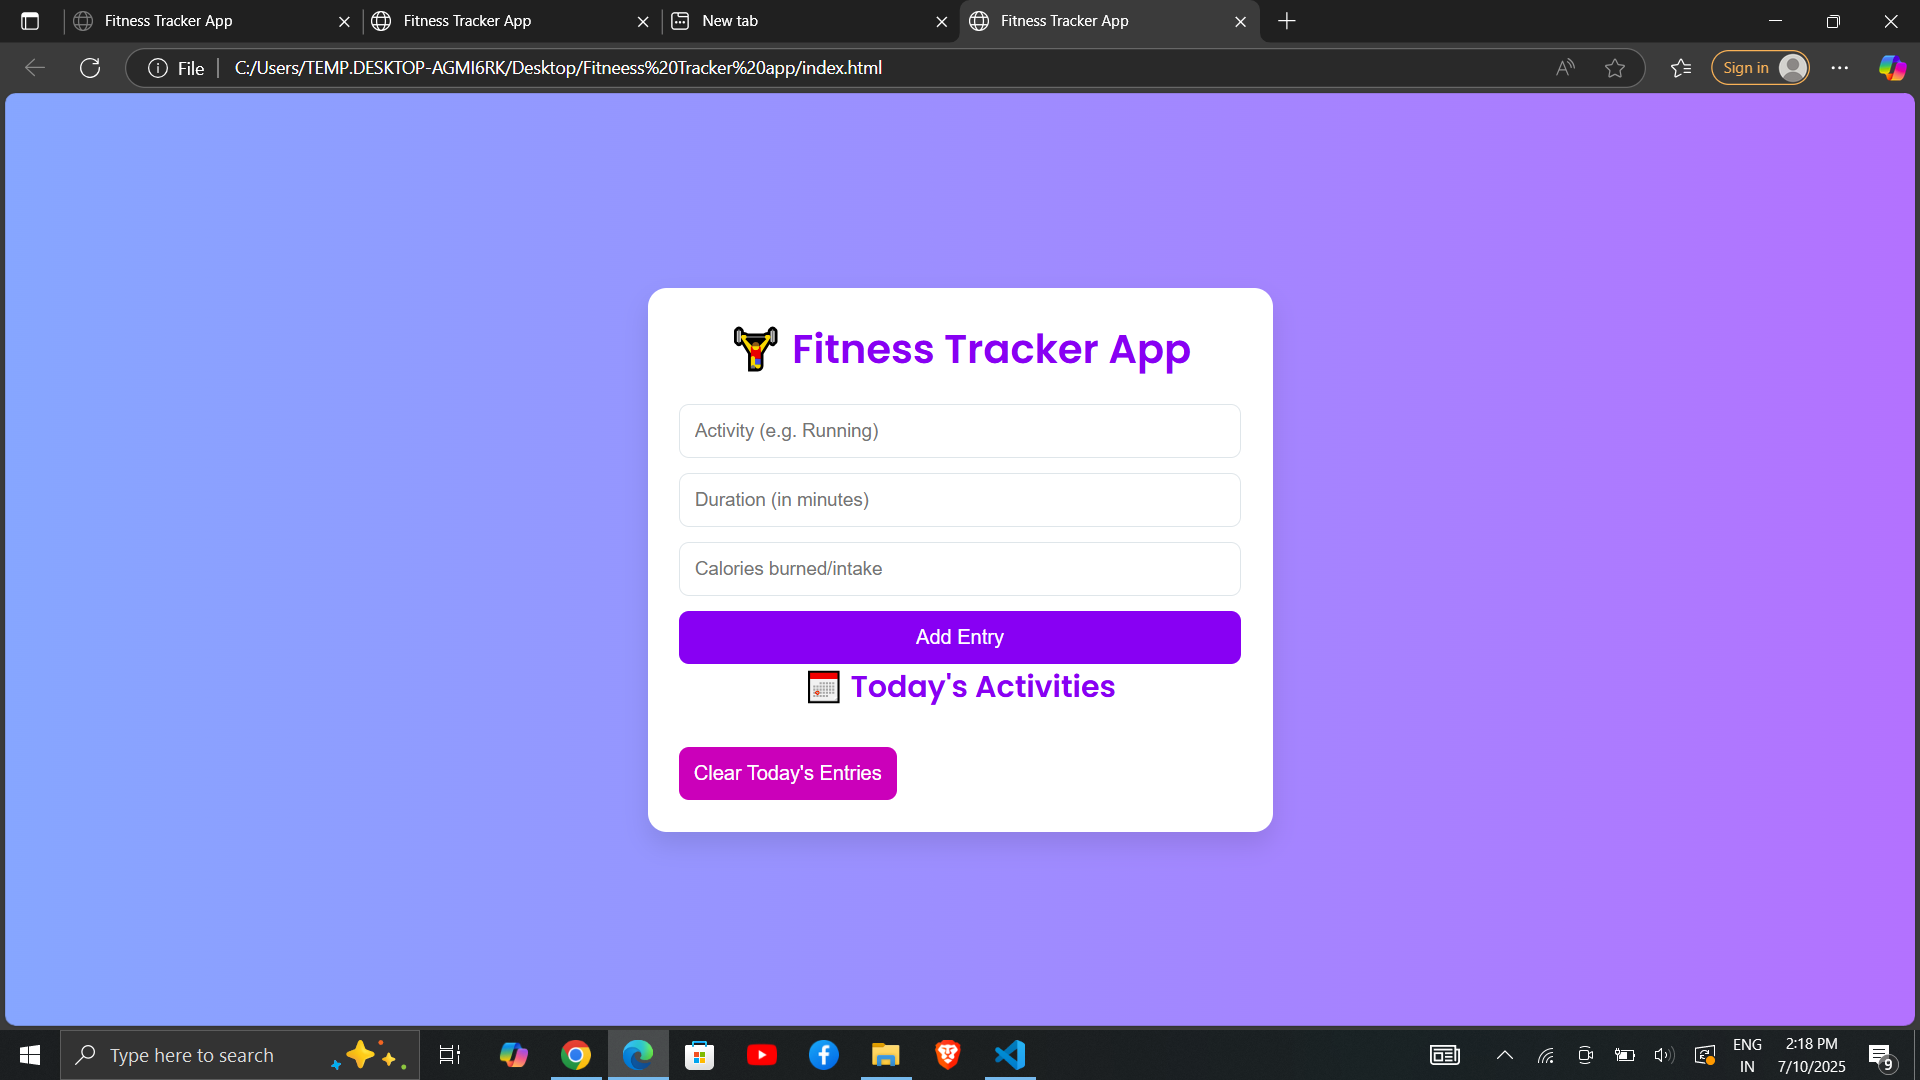 Fitness Tracker App
Fitness Tracker App
New tab
Fitness Tracker App
File
C:/Users/TEMP.DESKTOP-AGMI6RK/Desktop/Fitneess%20Tracker%20app/index.html
Sign in
Fitness Tracker App
Activity (e.g. Running)
Duration (in minutes)
Calories burned/intake
Add Entry
Today's Activities
Clear Today's Entries
Type here to search
ENG
IN
2:18 PM
7/10/2025
9